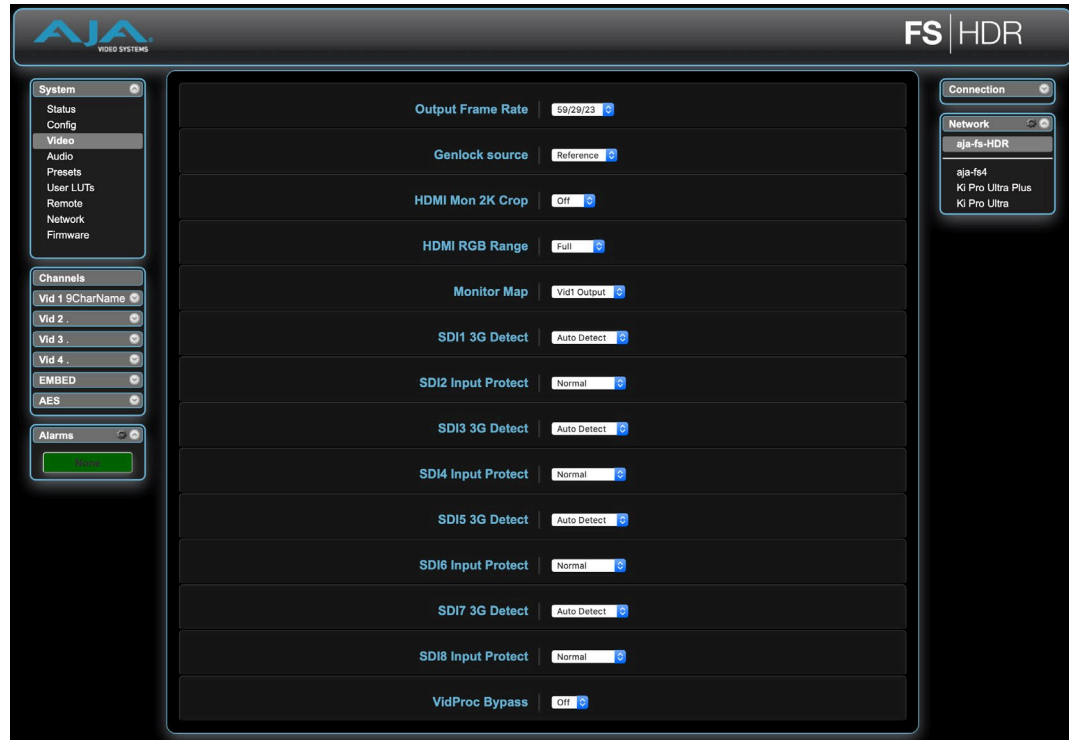 AJA
VIDEO SYSTEMS
FS HDR
System
Status
Config
Video
Audio
Presets
User LUTs
Remote
Network
Firmware
Channels
Vid 1 9CharName
Vid 2 .
Vid 3 .
Vid 4 .
EMBED
AES
Alarms
None
Output Frame Rate 59/29/23
Genlock source Reference
HDMI Mon 2K Crop Off
HDMI RGB Range Full
Monitor Map Vid1 Output
SDI1 3G Detect Auto Detect
SDI2 Input Protect Normal
SDI3 3G Detect Auto Detect
SDI4 Input Protect Normal
SDI5 3G Detect Auto Detect
SDI6 Input Protect Normal
SDI7 3G Detect Auto Detect
SDI8 Input Protect Normal
VidProc Bypass Off
Connection
Network
aja-fs-HDR
aja-fs4
Ki Pro Ultra Plus
Ki Pro Ultra